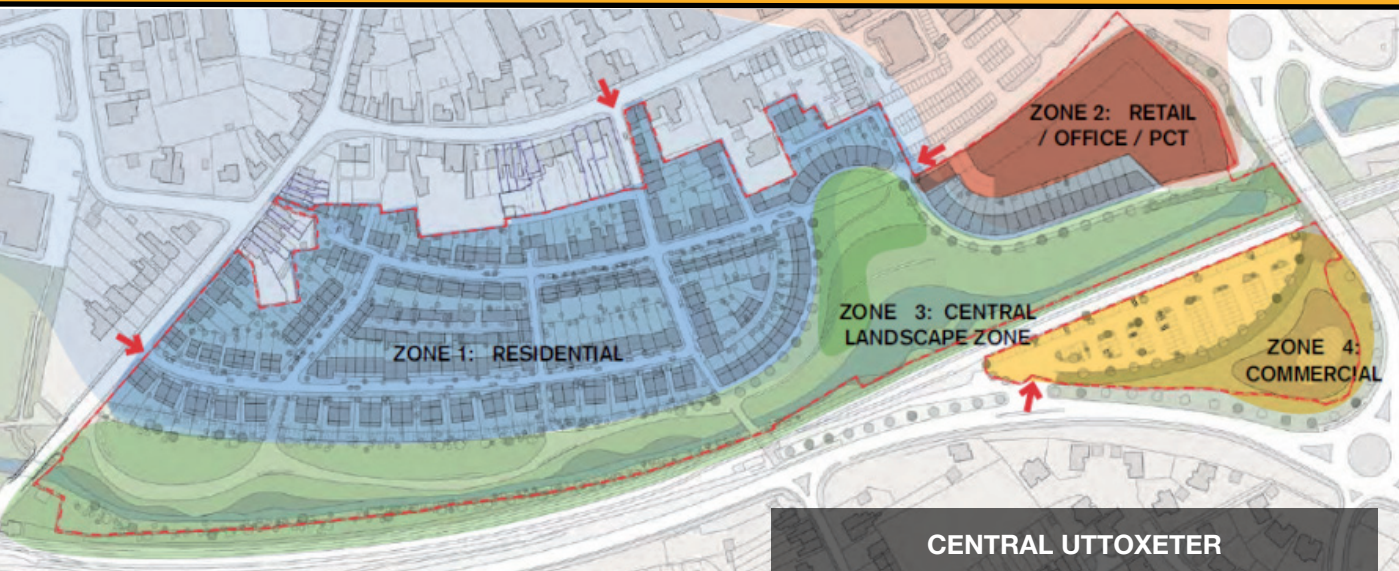 ZONE 2: RETAIL
/ OFFICE / PCT
ZONE 3: CENTRAL
LANDSCAPE ZONE
ZONE 1: RESIDENTIAL
ZONE 4:
COMMERCIAL
CENTRAL UTTOXETER